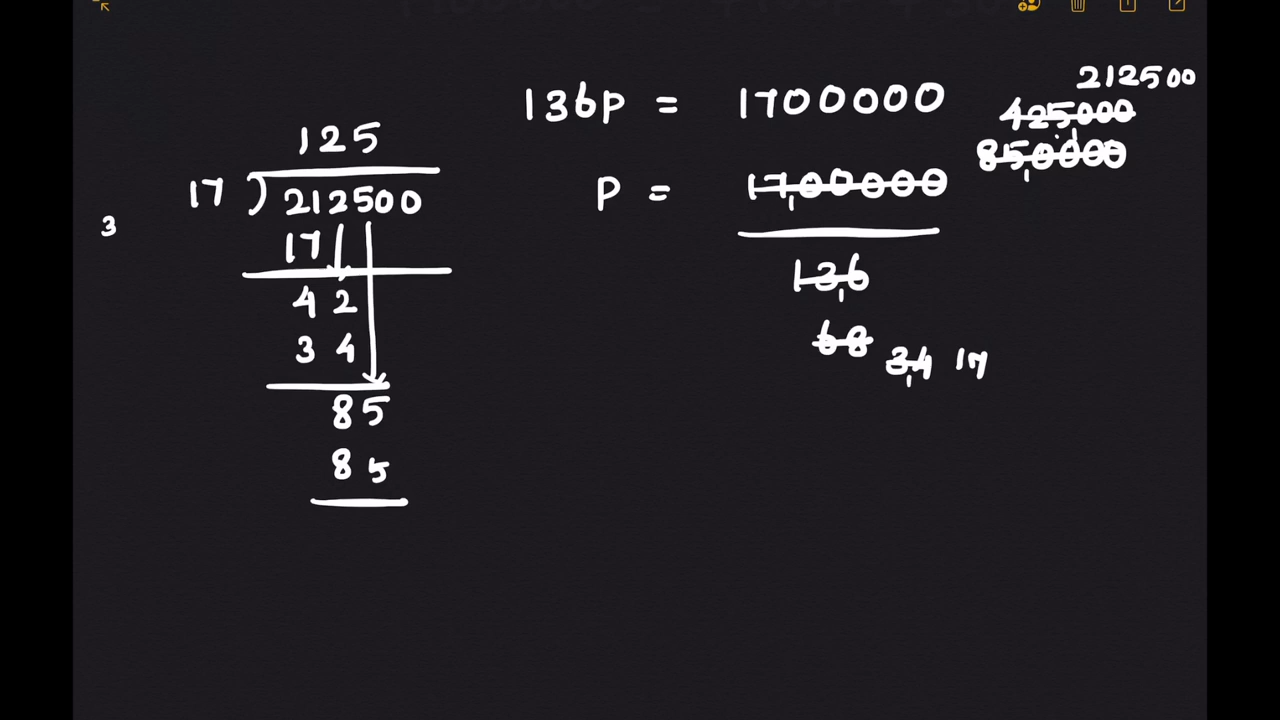 136p = 1700000
212500
425000
850000
P = 1700000
136
68 34 17
125
17 ) 212500
3
17
42
34
85
85